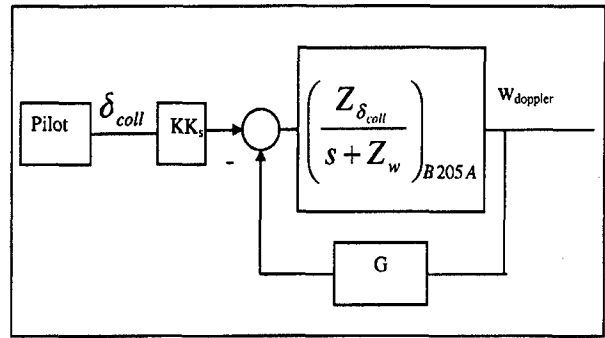 Pilot
δ_coll
KK_s
-
(Z_δcoll / (s + Z_w))_B205A
W_doppler
G